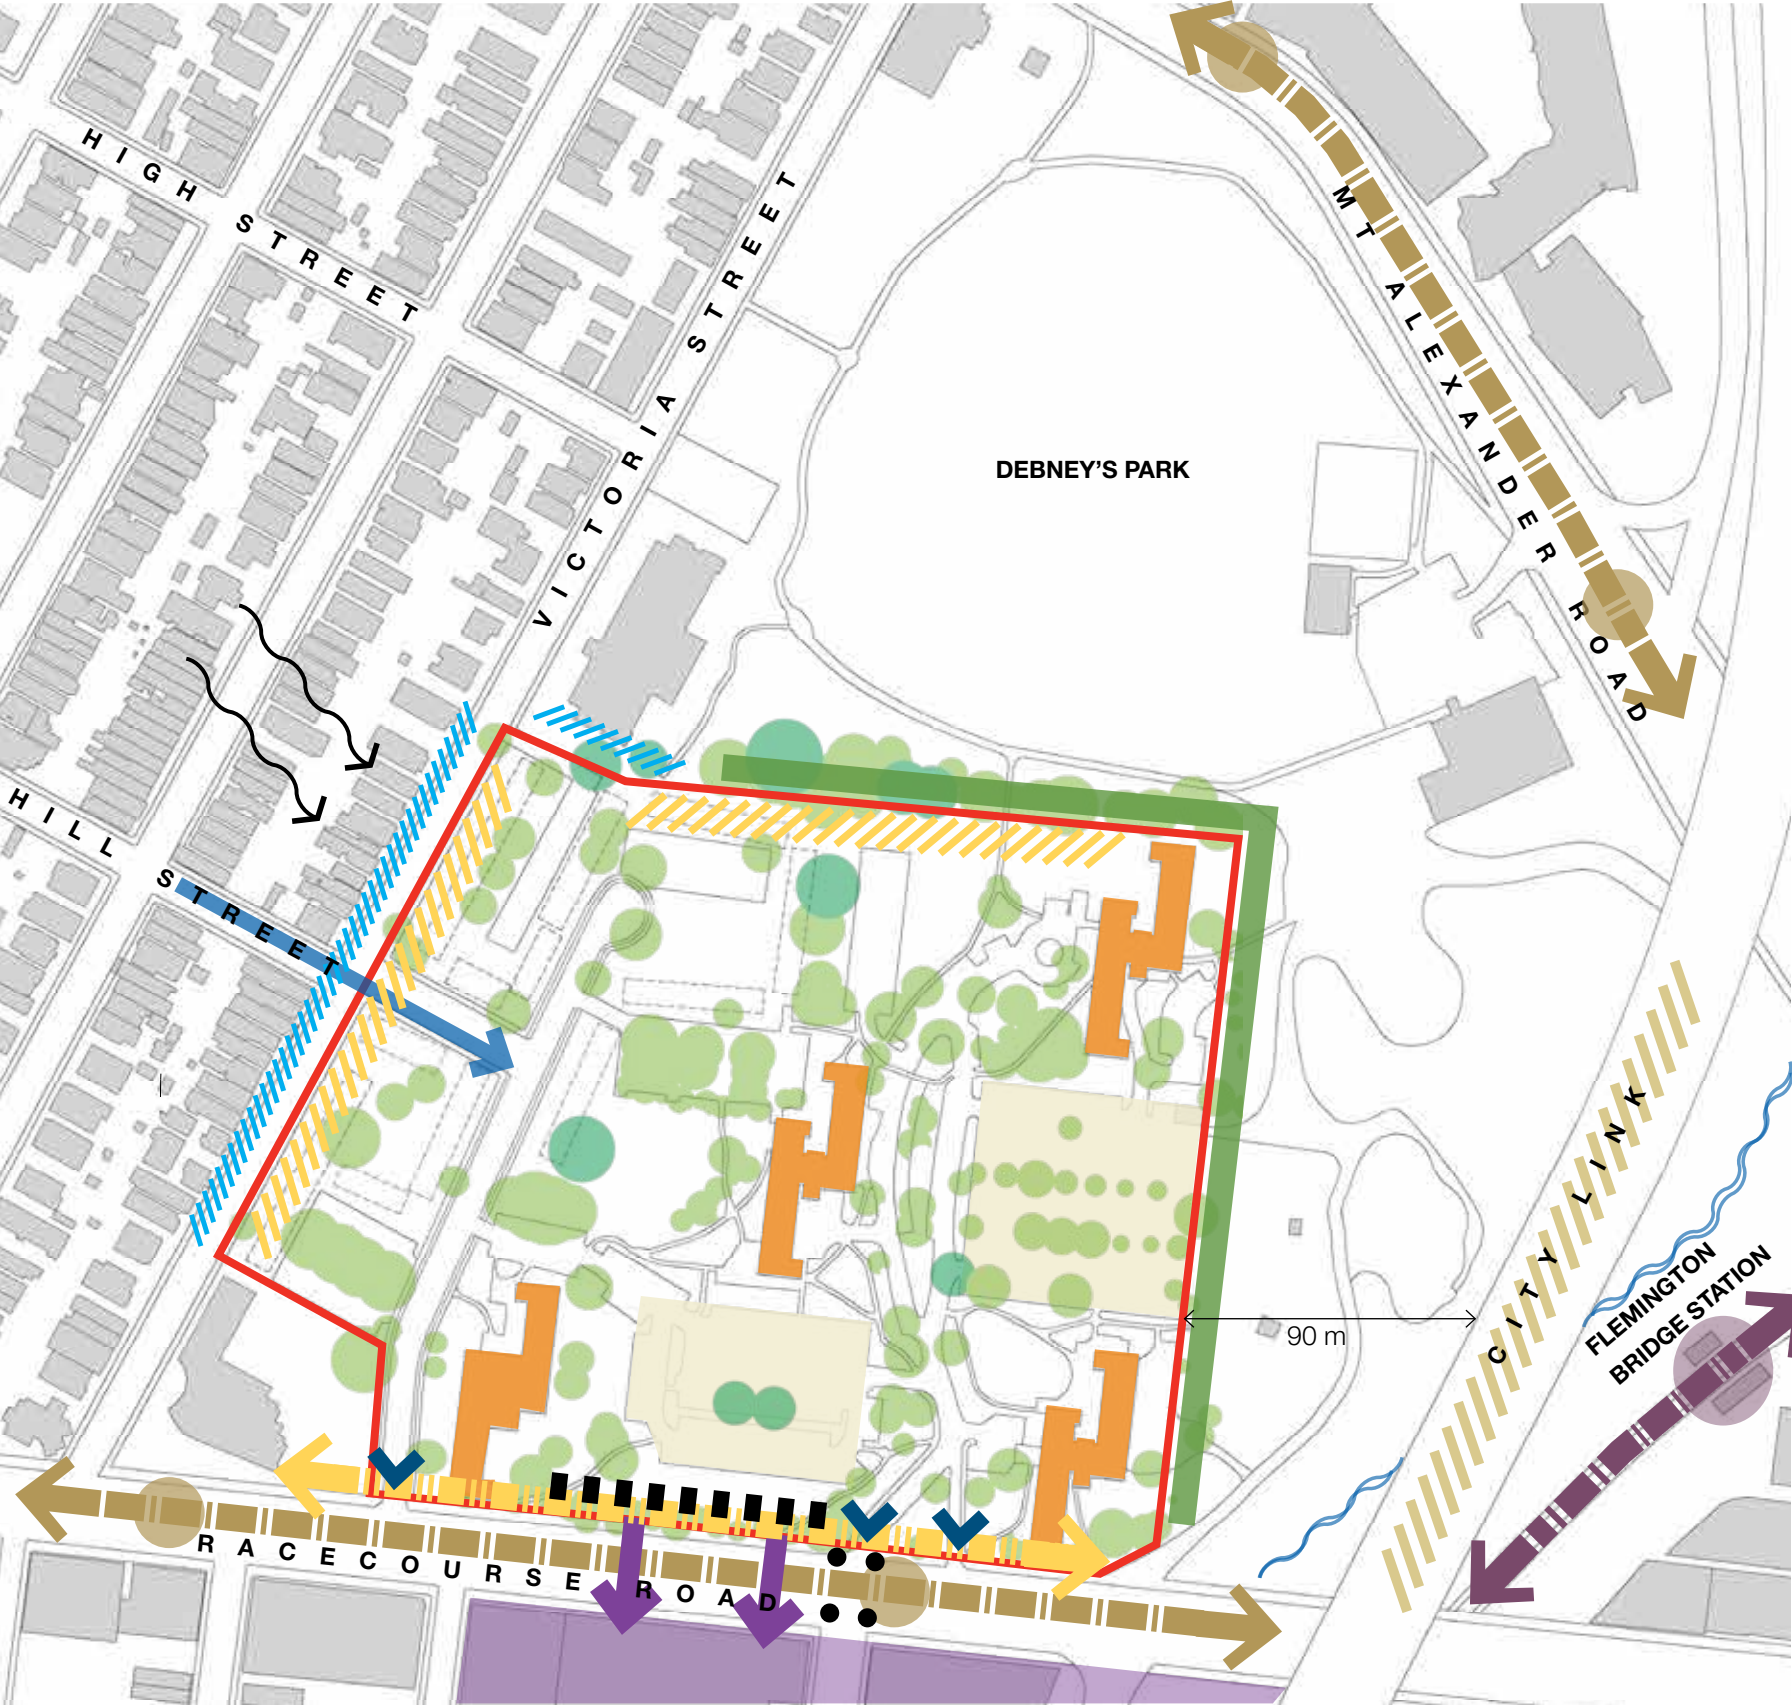 HIGH STREET
VICTORIA STREET
MT ALEXANDER ROAD
DEBNEY'S PARK
HILL STREET
CITY LINK
FLEMINGTON
BRIDGE STATION
90 m
RACECOURSE ROAD